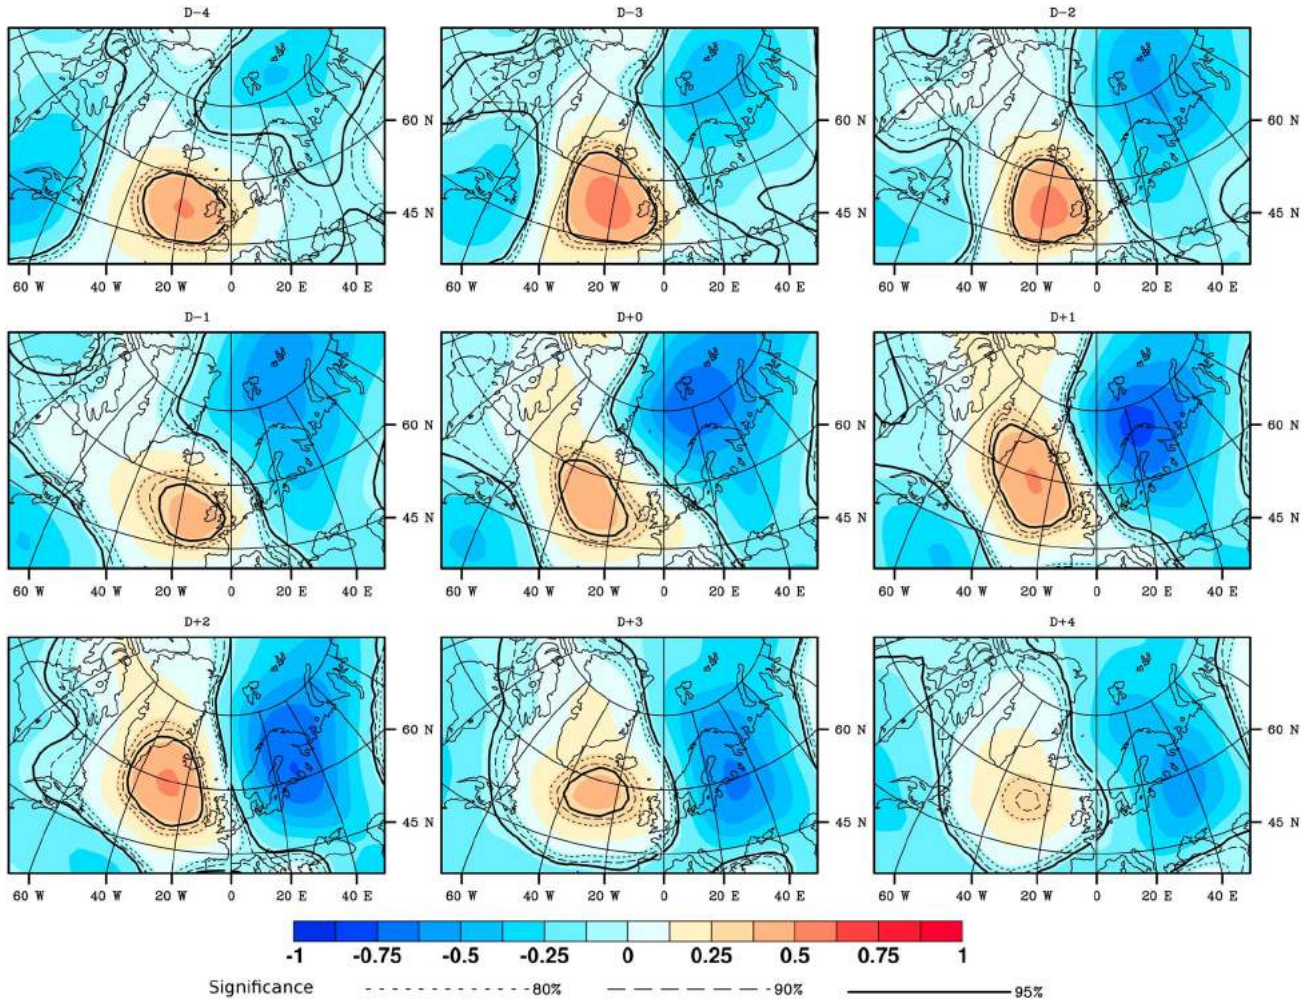 D−4 D−3 D−2
60 N 60 N 60 N
45 N 45 N 45 N
60 W 40 W 20 W 0 20 E 40 E 60 W 40 W 20 W 0 20 E 40 E 60 W 40 W 20 W 0 20 E 40 E
D−1 D+0 D+1
60 N 60 N 60 N
45 N 45 N 45 N
60 W 40 W 20 W 0 20 E 40 E 60 W 40 W 20 W 0 20 E 40 E 60 W 40 W 20 W 0 20 E 40 E
D+2 D+3 D+4
60 N 60 N 60 N
45 N 45 N 45 N
60 W 40 W 20 W 0 20 E 40 E 60 W 40 W 20 W 0 20 E 40 E 60 W 40 W 20 W 0 20 E 40 E
-1 -0.75 -0.5 -0.25 0 0.25 0.5 0.75 1
Significance 80% 90% 95%